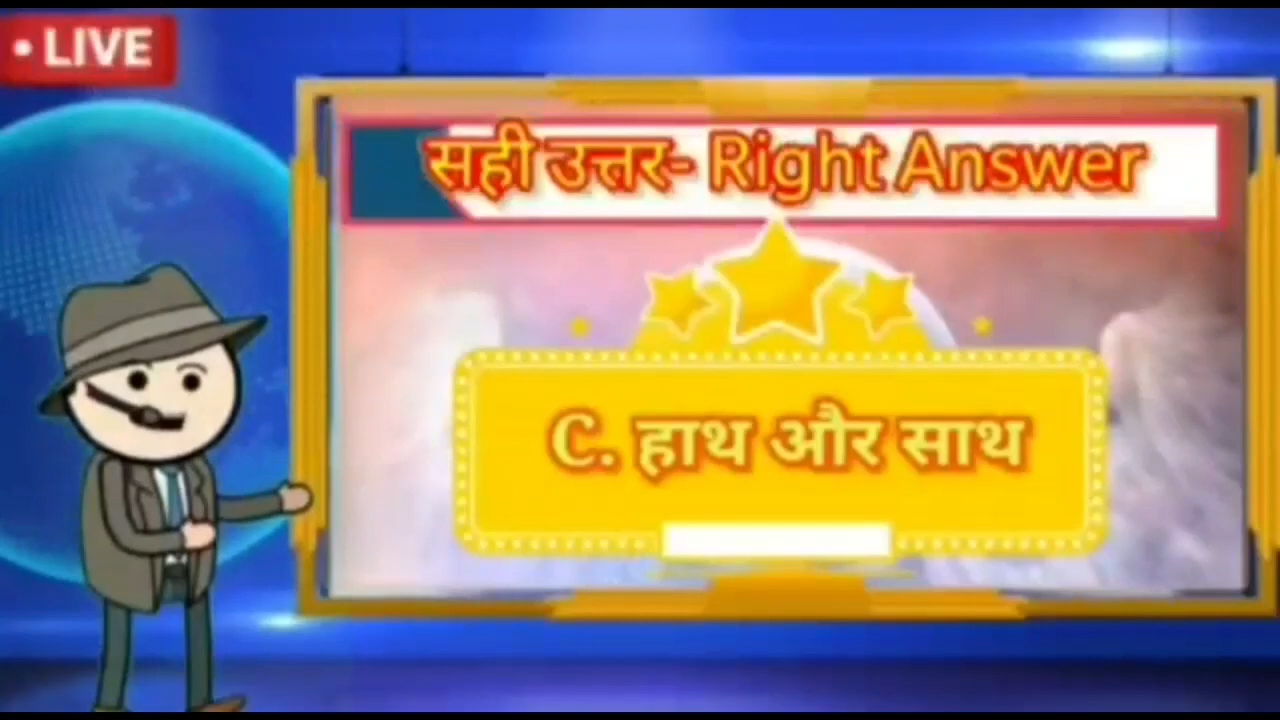 • LIVE
सही उत्तर- Right Answer
C. हाथ और साथ